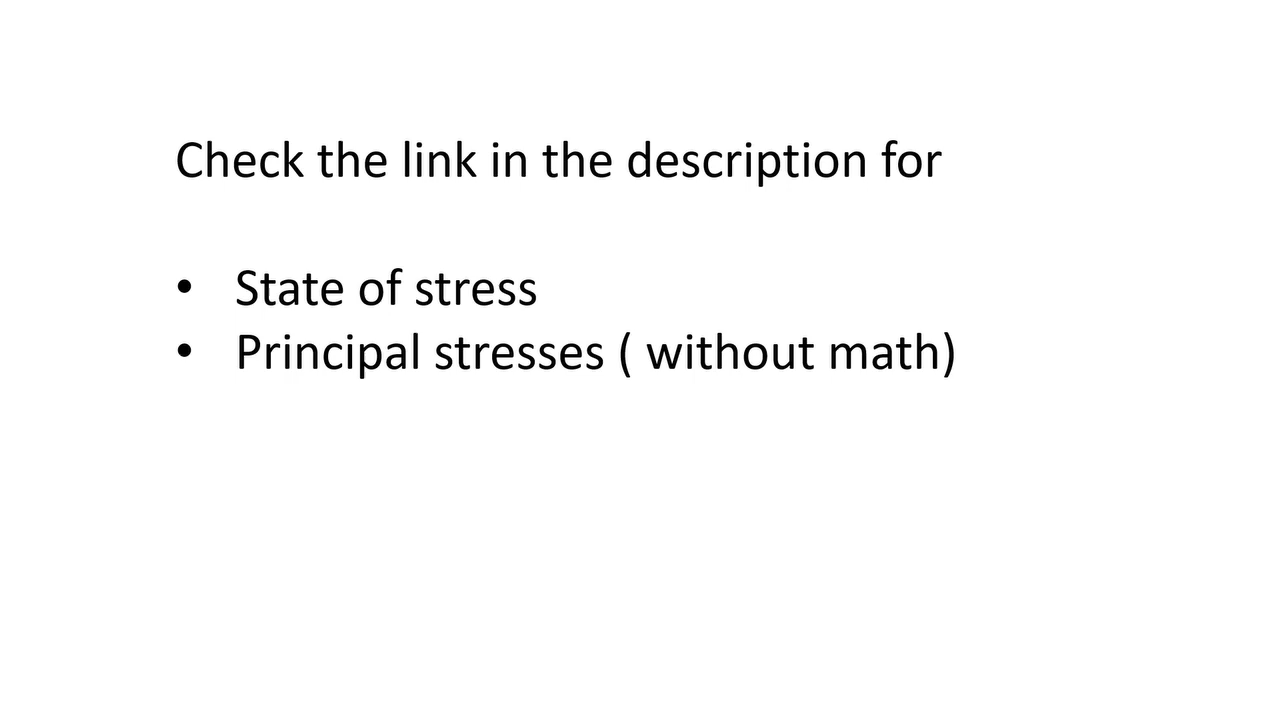 Check the link in the description for
• State of stress
• Principal stresses ( without math)